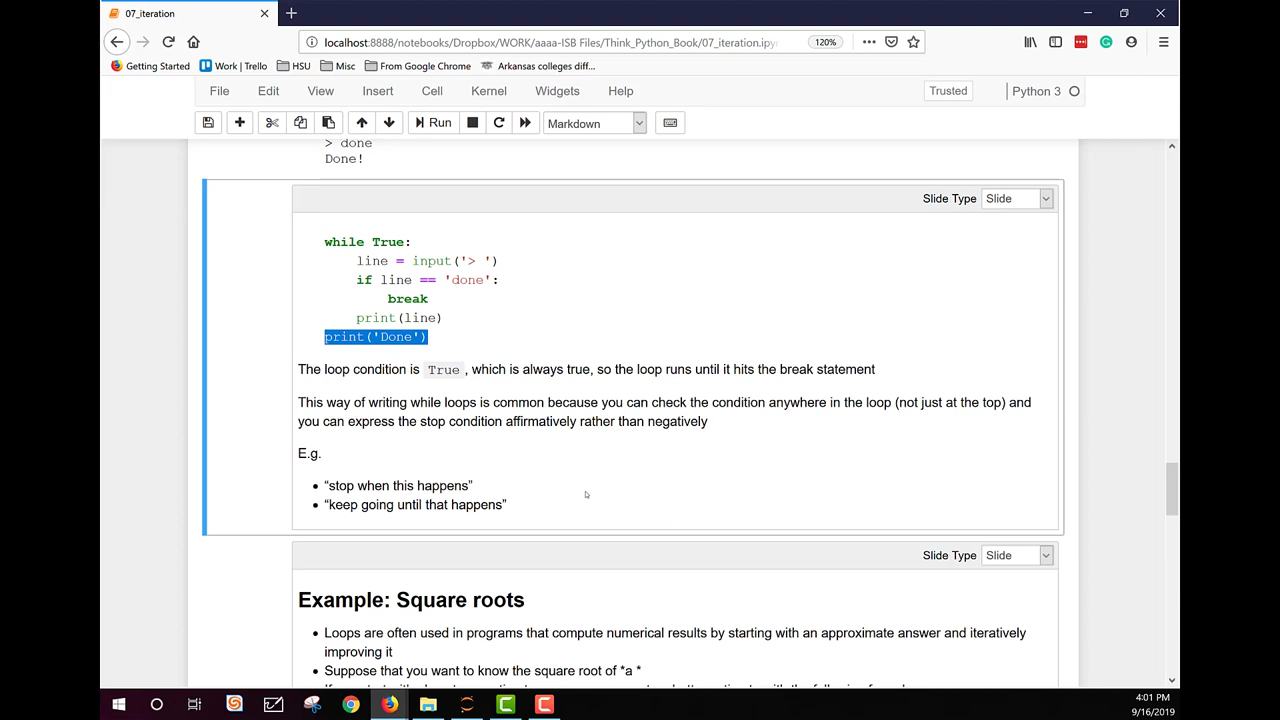 07_iteration
localhost:8888/notebooks/Dropbox/WORK/aaaa-ISB Files/Think_Python_Book/07_iteration.ipyn
120%
Getting Started
Work | Trello
HSU
Misc
From Google Chrome
Arkansas colleges diff...
File Edit View Insert Cell Kernel Widgets Help
Trusted
Python 3
Run
Markdown
> done
Done!
Slide Type Slide
while True:
    line = input('> ')
    if line == 'done':
        break
    print(line)
print('Done')
The loop condition is True, which is always true, so the loop runs until it hits the break statement
This way of writing while loops is common because you can check the condition anywhere in the loop (not just at the top) and
you can express the stop condition affirmatively rather than negatively
E.g.
• “stop when this happens”
• “keep going until that happens”
Slide Type Slide
Example: Square roots
• Loops are often used in programs that compute numerical results by starting with an approximate answer and iteratively
improving it
• Suppose that you want to know the square root of *a *
4:01 PM
9/16/2019